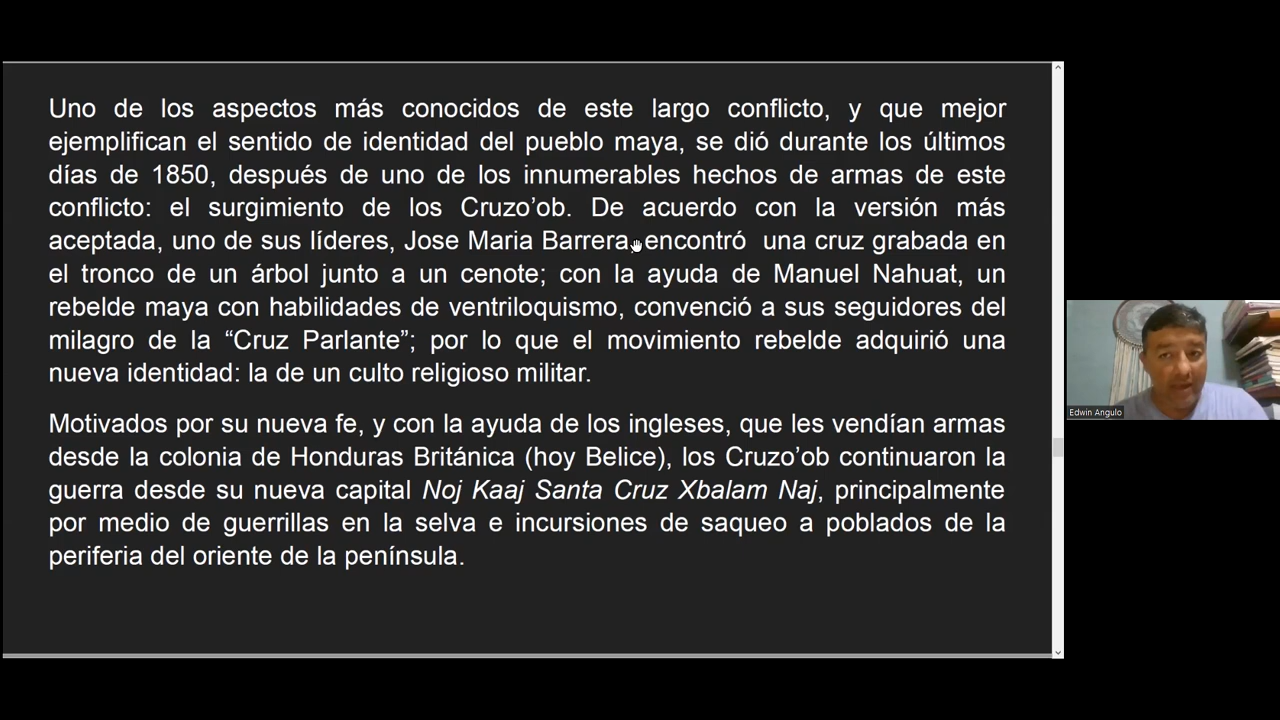 Uno de los aspectos más conocidos de este largo conflicto, y que mejor
ejemplifican el sentido de identidad del pueblo maya, se dió durante los últimos
días de 1850, después de uno de los innumerables hechos de armas de este
conflicto: el surgimiento de los Cruzo’ob. De acuerdo con la versión más
aceptada, uno de sus líderes, Jose Maria Barrera, encontró una cruz grabada en
el tronco de un árbol junto a un cenote; con la ayuda de Manuel Nahuat, un
rebelde maya con habilidades de ventriloquismo, convenció a sus seguidores del
milagro de la “Cruz Parlante”; por lo que el movimiento rebelde adquirió una
nueva identidad: la de un culto religioso militar.
Motivados por su nueva fe, y con la ayuda de los ingleses, que les vendían armas
desde la colonia de Honduras Británica (hoy Belice), los Cruzo’ob continuaron la
guerra desde su nueva capital Noj Kaaj Santa Cruz Xbalam Naj, principalmente
por medio de guerrillas en la selva e incursiones de saqueo a poblados de la
periferia del oriente de la península.
Edwin Angulo